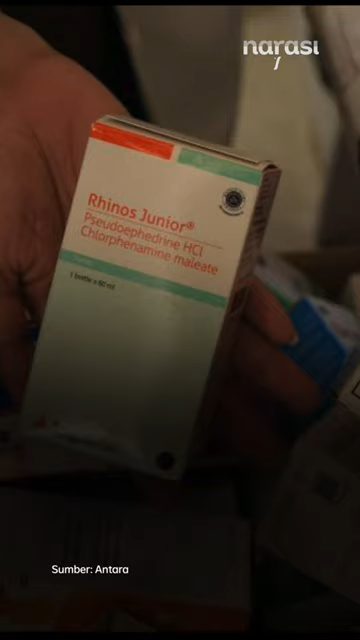 narasi
Rhinos Junior®
Pseudoephedrine HCl
Chlorphenamine maleate
1 bottle x 60 ml
Sumber: Antara